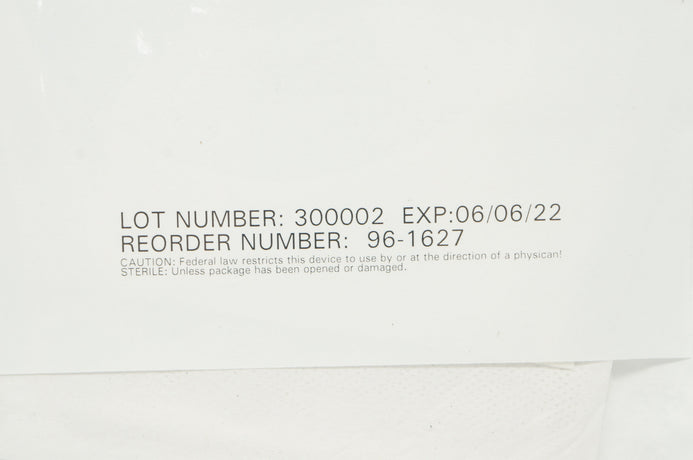 LOT NUMBER: 300002 EXP:06/06/22
REORDER NUMBER: 96-1627
CAUTION: Federal law restricts this device to use by or at the direction of a physican!
STERILE: Unless package has been opened or damaged.